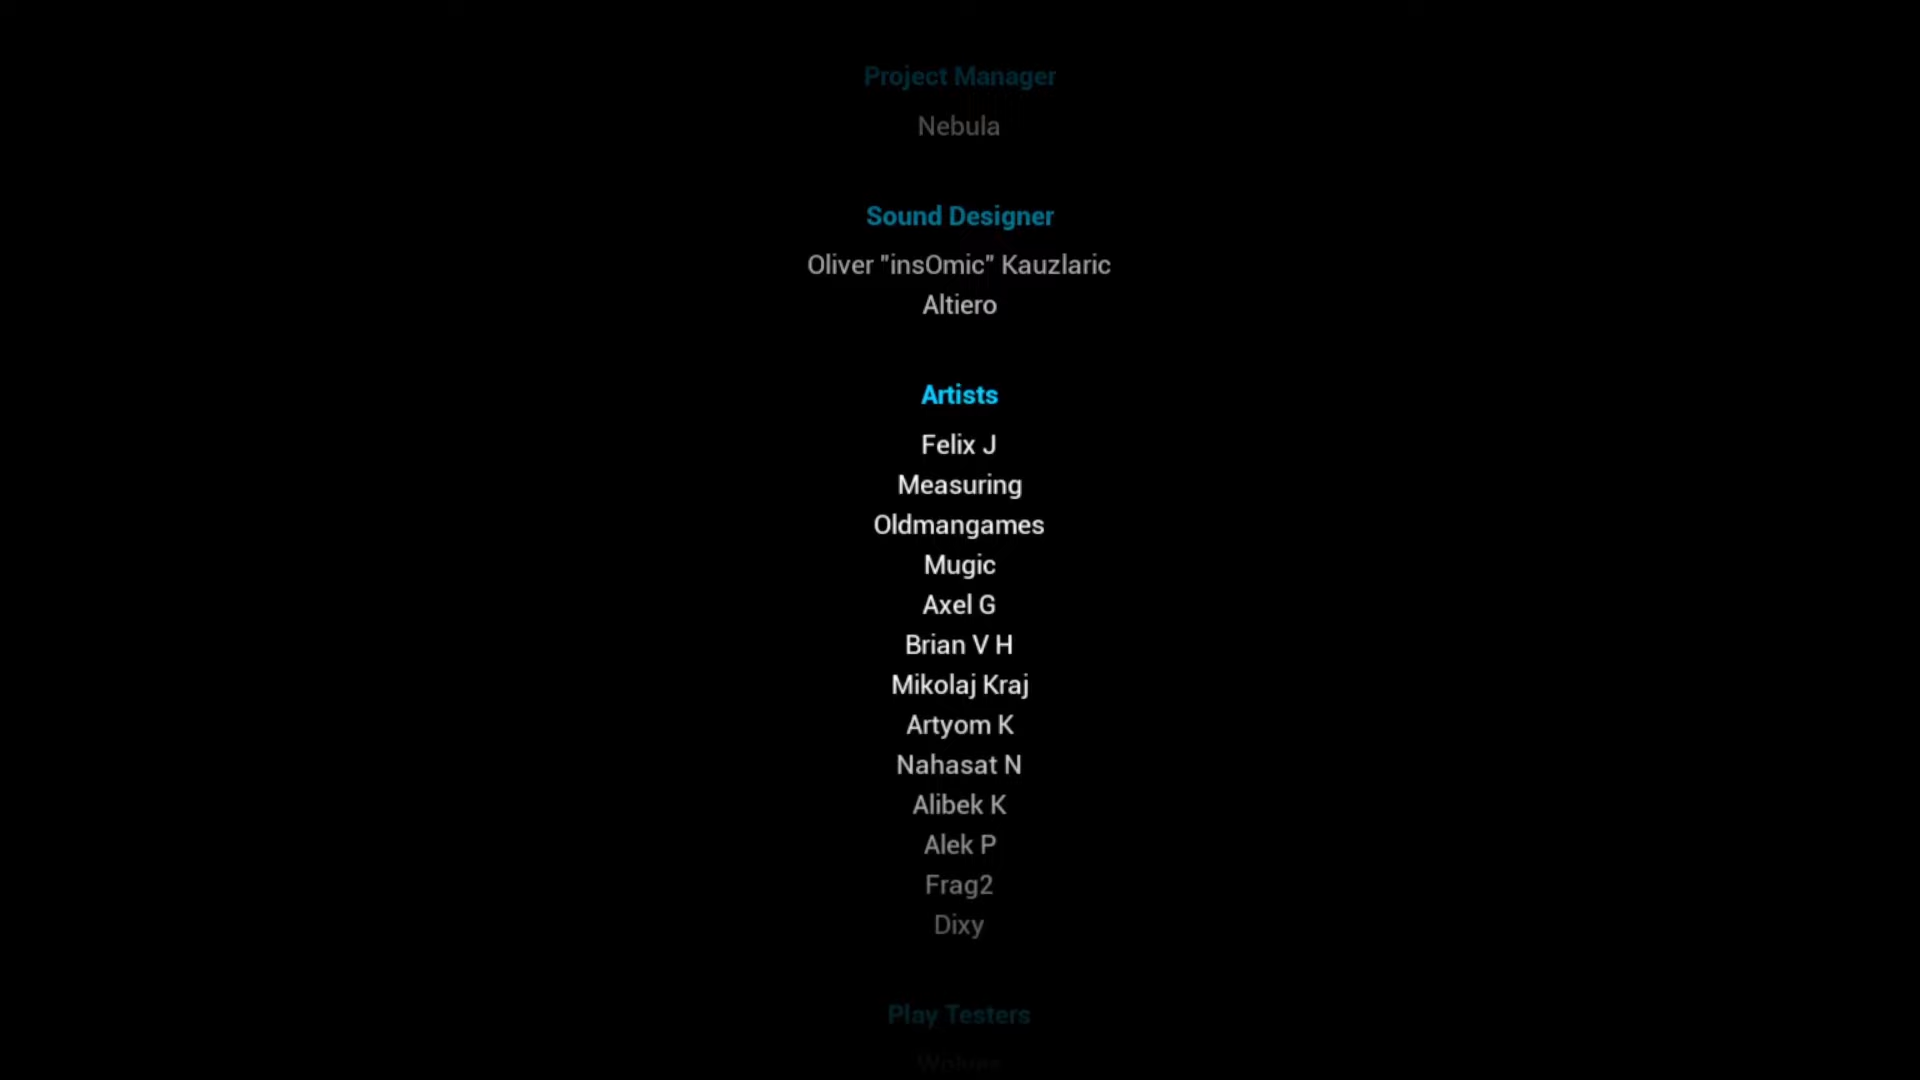 Project Manager
Nebula
Sound Designer
Oliver "insOmic" Kauzlaric
Altiero
Artists
Felix J
Measuring
Oldmangames
Mugic
Axel G
Brian V H
Mikolaj Kraj
Artyom K
Nahasat N
Alibek K
Alek P
Frag2
Dixy
Play Testers